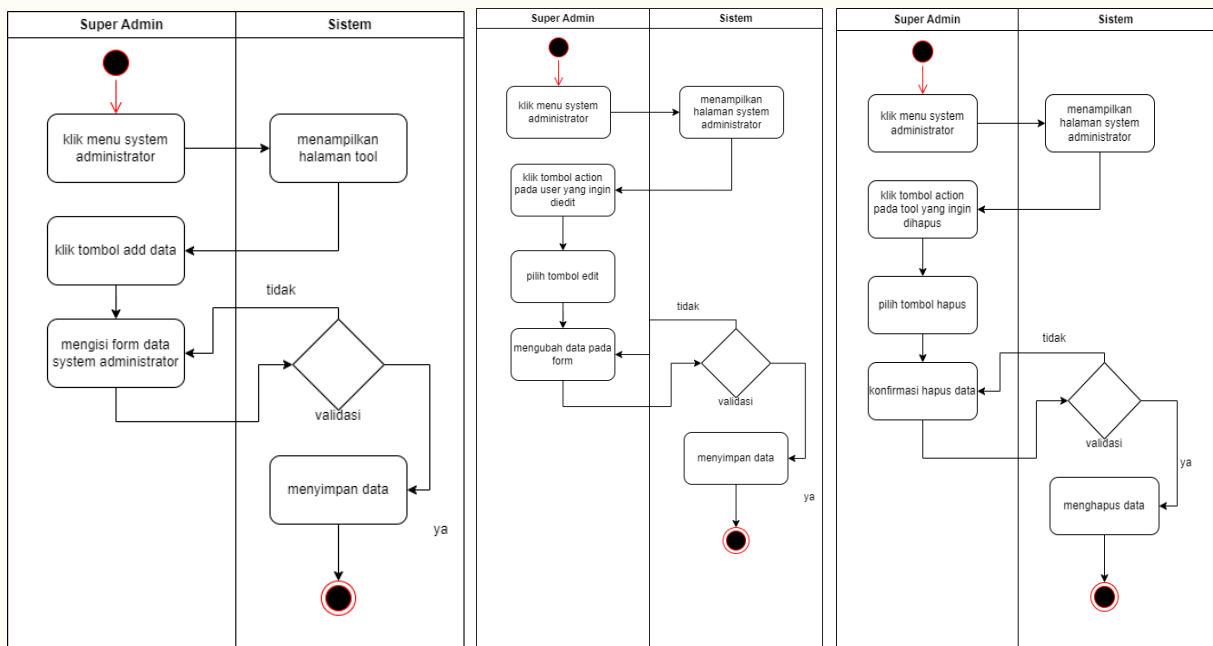 Super Admin
Sistem
klik menu system
administrator
menampilkan
halaman tool
klik tombol add data
tidak
mengisi form data
system administrator
validasi
menyimpan data
ya
Super Admin
Sistem
klik menu system
administrator
menampilkan
halaman system
administrator
klik tombol action
pada user yang ingin
diedit
pilih tombol edit
tidak
mengubah data pada
form
validasi
menyimpan data
ya
Super Admin
Sistem
klik menu system
administrator
menampilkan
halaman system
administrator
klik tombol action
pada tool yang ingin
dihapus
pilih tombol hapus
tidak
konfirmasi hapus data
validasi
ya
menghapus data